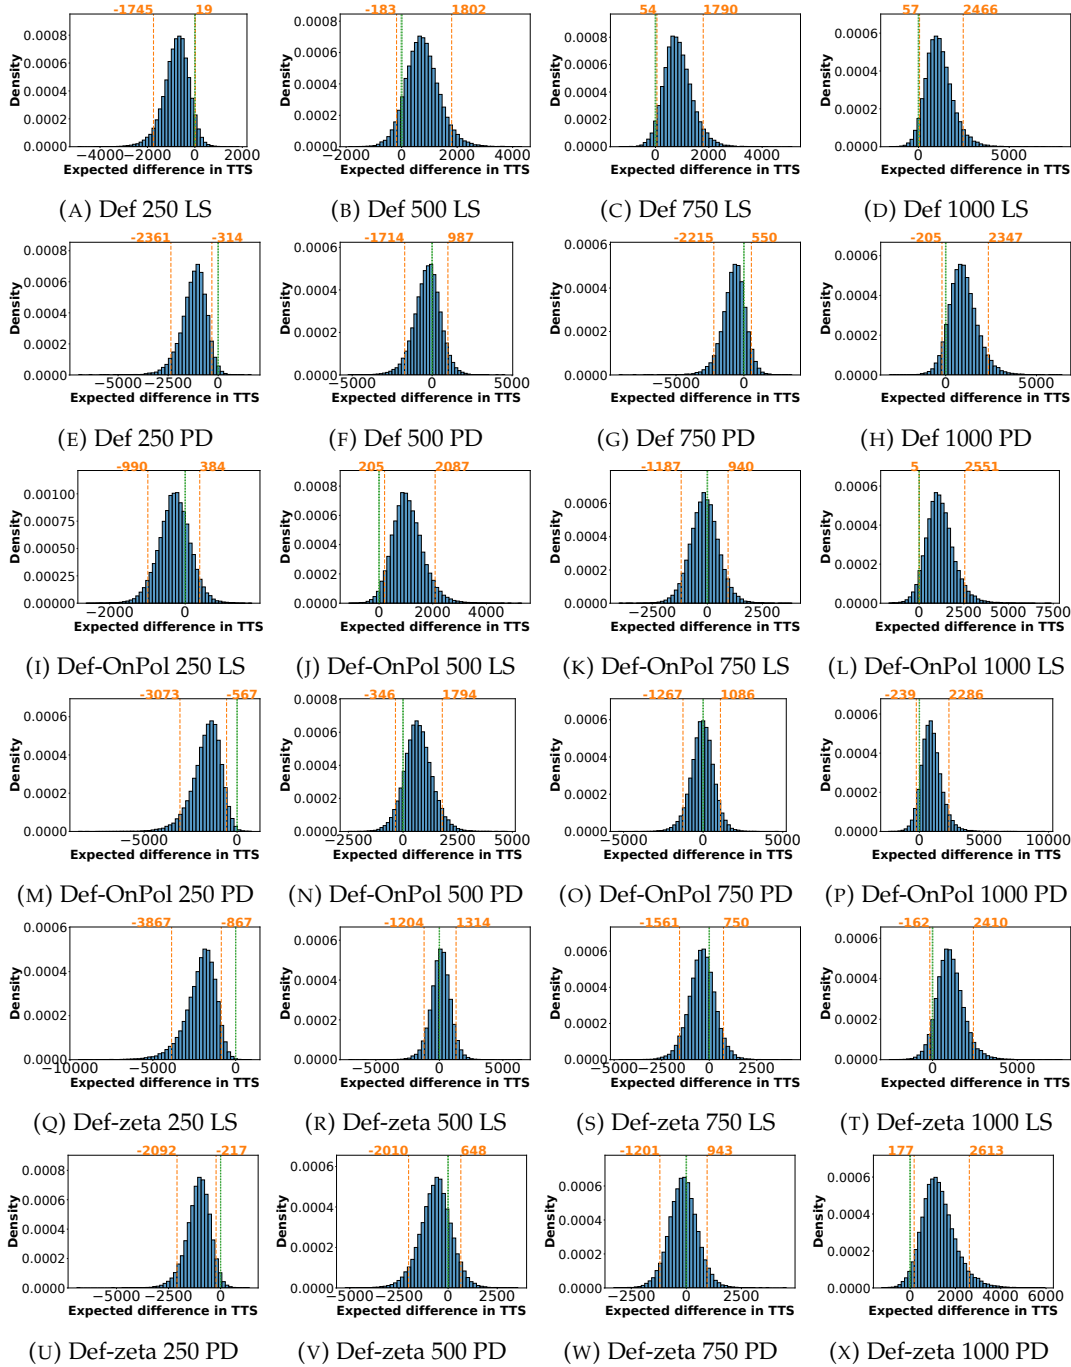 -1745 19 -183 1802 54 1790 57 2466
Density 0.0008 0.0006 0.0004 0.0002 0.0000 Density 0.0008 0.0006 0.0004 0.0002 0.0000 Density 0.0008 0.0006 0.0004 0.0002 0.0000 Density 0.0006 0.0004 0.0002 0.0000
−4000 −2000 0 2000 −2000 0 2000 4000 0 2000 4000 0 5000
Expected difference in TTS Expected difference in TTS Expected difference in TTS Expected difference in TTS
(A) Def 250 LS (B) Def 500 LS (C) Def 750 LS (D) Def 1000 LS
-2361 -314 -1714 987 -2215 550 -205 2347
Density 0.0008 0.0006 0.0004 0.0002 0.0000 Density 0.0006 0.0004 0.0002 0.0000 Density 0.0006 0.0004 0.0002 0.0000 Density 0.0006 0.0004 0.0002 0.0000
−5000 −2500 0 −5000 0 5000 −5000 0 0 5000
Expected difference in TTS Expected difference in TTS Expected difference in TTS Expected difference in TTS
(E) Def 250 PD (F) Def 500 PD (G) Def 750 PD (H) Def 1000 PD
-990 384 205 2087 -1187 940 5 2551
Density 0.00100 0.00075 0.00050 0.00025 0.00000 Density 0.0008 0.0006 0.0004 0.0002 0.0000 Density 0.0006 0.0004 0.0002 0.0000 Density 0.0006 0.0004 0.0002 0.0000
−2000 0 0 2000 4000 −2500 0 2500 0 2500 5000 7500
Expected difference in TTS Expected difference in TTS Expected difference in TTS Expected difference in TTS
(I) Def-OnPol 250 LS (J) Def-OnPol 500 LS (K) Def-OnPol 750 LS (L) Def-OnPol 1000 LS
-3073 -567 -346 1794 -1267 1086 -239 2286
Density 0.0006 0.0004 0.0002 0.0000 Density 0.0006 0.0004 0.0002 0.0000 Density 0.0006 0.0004 0.0002 0.0000 Density 0.0006 0.0004 0.0002 0.0000
−5000 0 −2500 0 2500 5000 −5000 0 5000 0 5000 10000
Expected difference in TTS Expected difference in TTS Expected difference in TTS Expected difference in TTS
(M) Def-OnPol 250 PD (N) Def-OnPol 500 PD (O) Def-OnPol 750 PD (P) Def-OnPol 1000 PD
-3867 -867 -1204 1314 -1561 750 -162 2410
Density 0.0006 0.0004 0.0002 0.0000 Density 0.0006 0.0004 0.0002 0.0000 Density 0.0006 0.0004 0.0002 0.0000 Density 0.0004 0.0002 0.0000
−10000 −5000 0 −5000 0 5000 −5000 −2500 0 2500 0 5000
Expected difference in TTS Expected difference in TTS Expected difference in TTS Expected difference in TTS
(Q) Def-zeta 250 LS (R) Def-zeta 500 LS (S) Def-zeta 750 LS (T) Def-zeta 1000 LS
-2092 -217 -2010 648 -1201 943 177 2613
Density 0.0008 0.0006 0.0004 0.0002 0.0000 Density 0.0006 0.0004 0.0002 0.0000 Density 0.0006 0.0004 0.0002 0.0000 Density 0.0006 0.0004 0.0002 0.0000
−5000 −2500 0 −5000 −2500 0 2500 −2500 0 2500 0 2000 4000 6000
Expected difference in TTS Expected difference in TTS Expected difference in TTS Expected difference in TTS
(U) Def-zeta 250 PD (V) Def-zeta 500 PD (W) Def-zeta 750 PD (X) Def-zeta 1000 PD